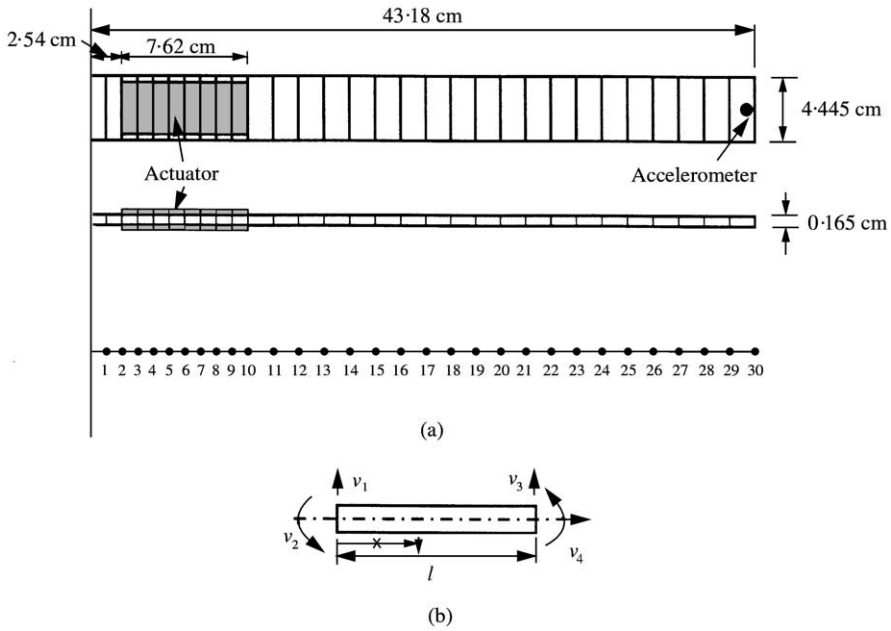 43·18 cm
2·54 cm
7·62 cm
4·445 cm
Actuator
Accelerometer
0·165 cm
1 2 3 4 5 6 7 8 9 10 11 12 13 14 15 16 17 18 19 20 21 22 23 24 25 26 27 28 29 30
(a)
v1
v3
v2
x
v4
l
(b)